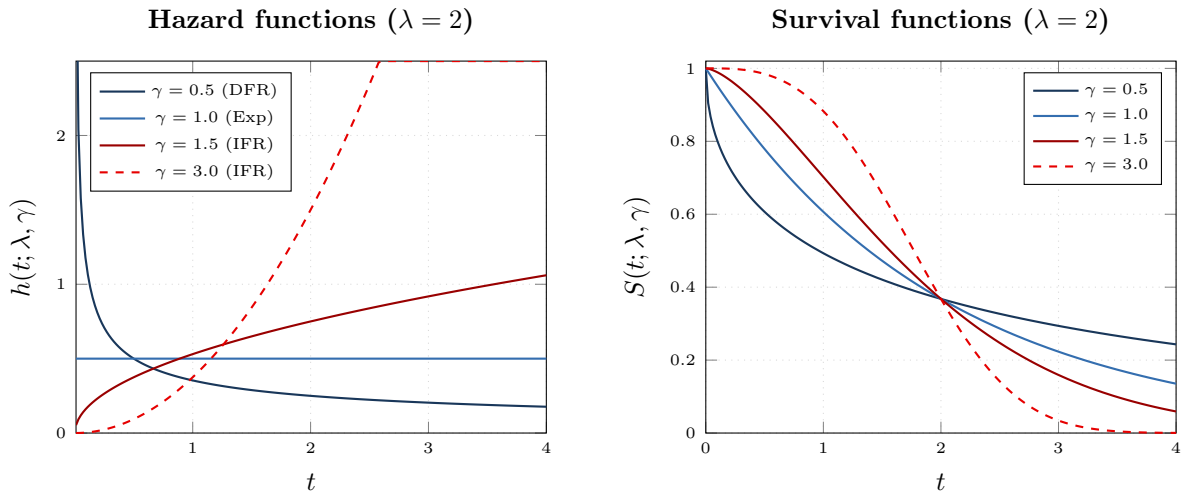 Hazard functions (λ = 2)
2
1
0
1
2
3
4
h(t; λ, γ)
t
γ = 0.5 (DFR)
γ = 1.0 (Exp)
γ = 1.5 (IFR)
γ = 3.0 (IFR)
Survival functions (λ = 2)
1
0.8
0.6
0.4
0.2
0
0
1
2
3
4
S(t; λ, γ)
t
γ = 0.5
γ = 1.0
γ = 1.5
γ = 3.0